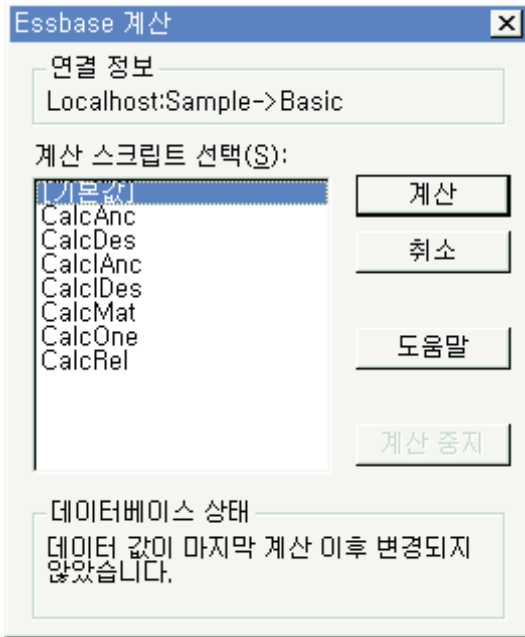 Essbase 계산
연결 정보
Localhost:Sample->Basic
계산 스크립트 선택(S):
[기본값]
CalcAnc
CalcDes
CalcIAnc
CalcIDes
CalcMat
CalcOne
CalcRel
계산
취소
도움말
계산 중지
데이터베이스 상태
데이터 값이 마지막 계산 이후 변경되지
않았습니다.